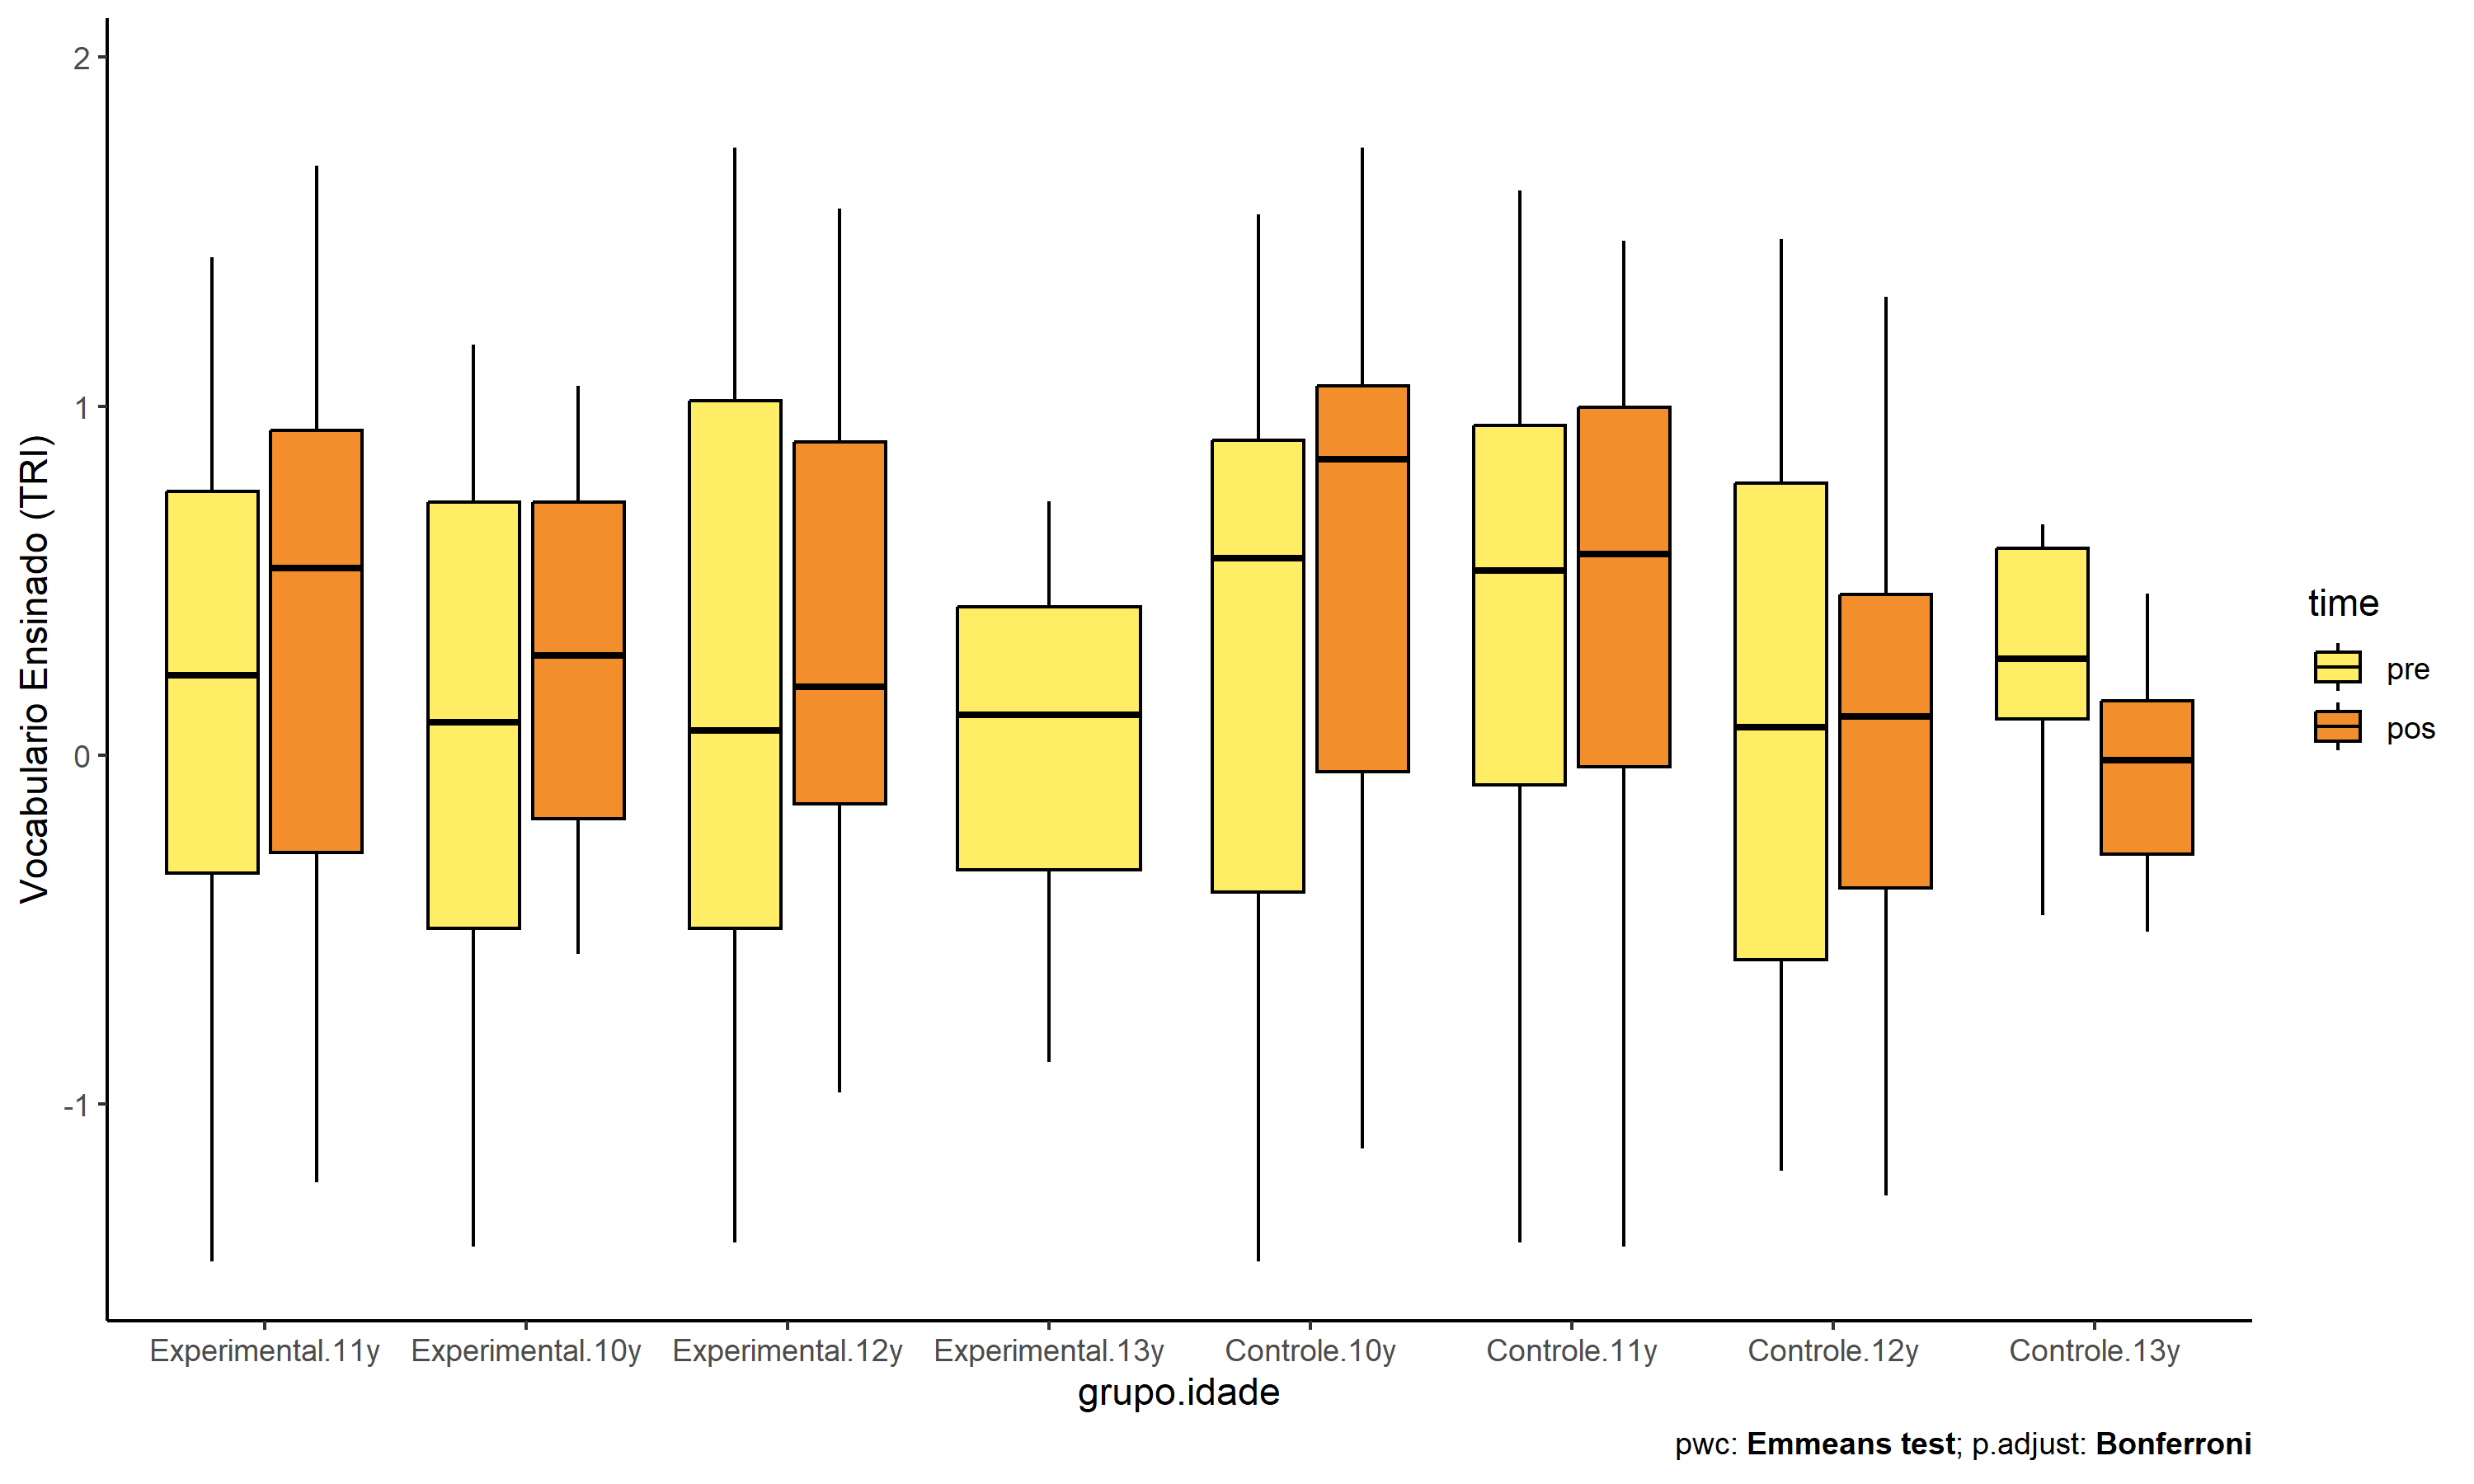 Vocabulario Ensinado (TRI)
2
1
0
-1
Experimental.11y Experimental.10y Experimental.12y Experimental.13y Controle.10y Controle.11y Controle.12y Controle.13y
grupo.idade
time
pre
pos
pwc: Emmeans test; p.adjust: Bonferroni